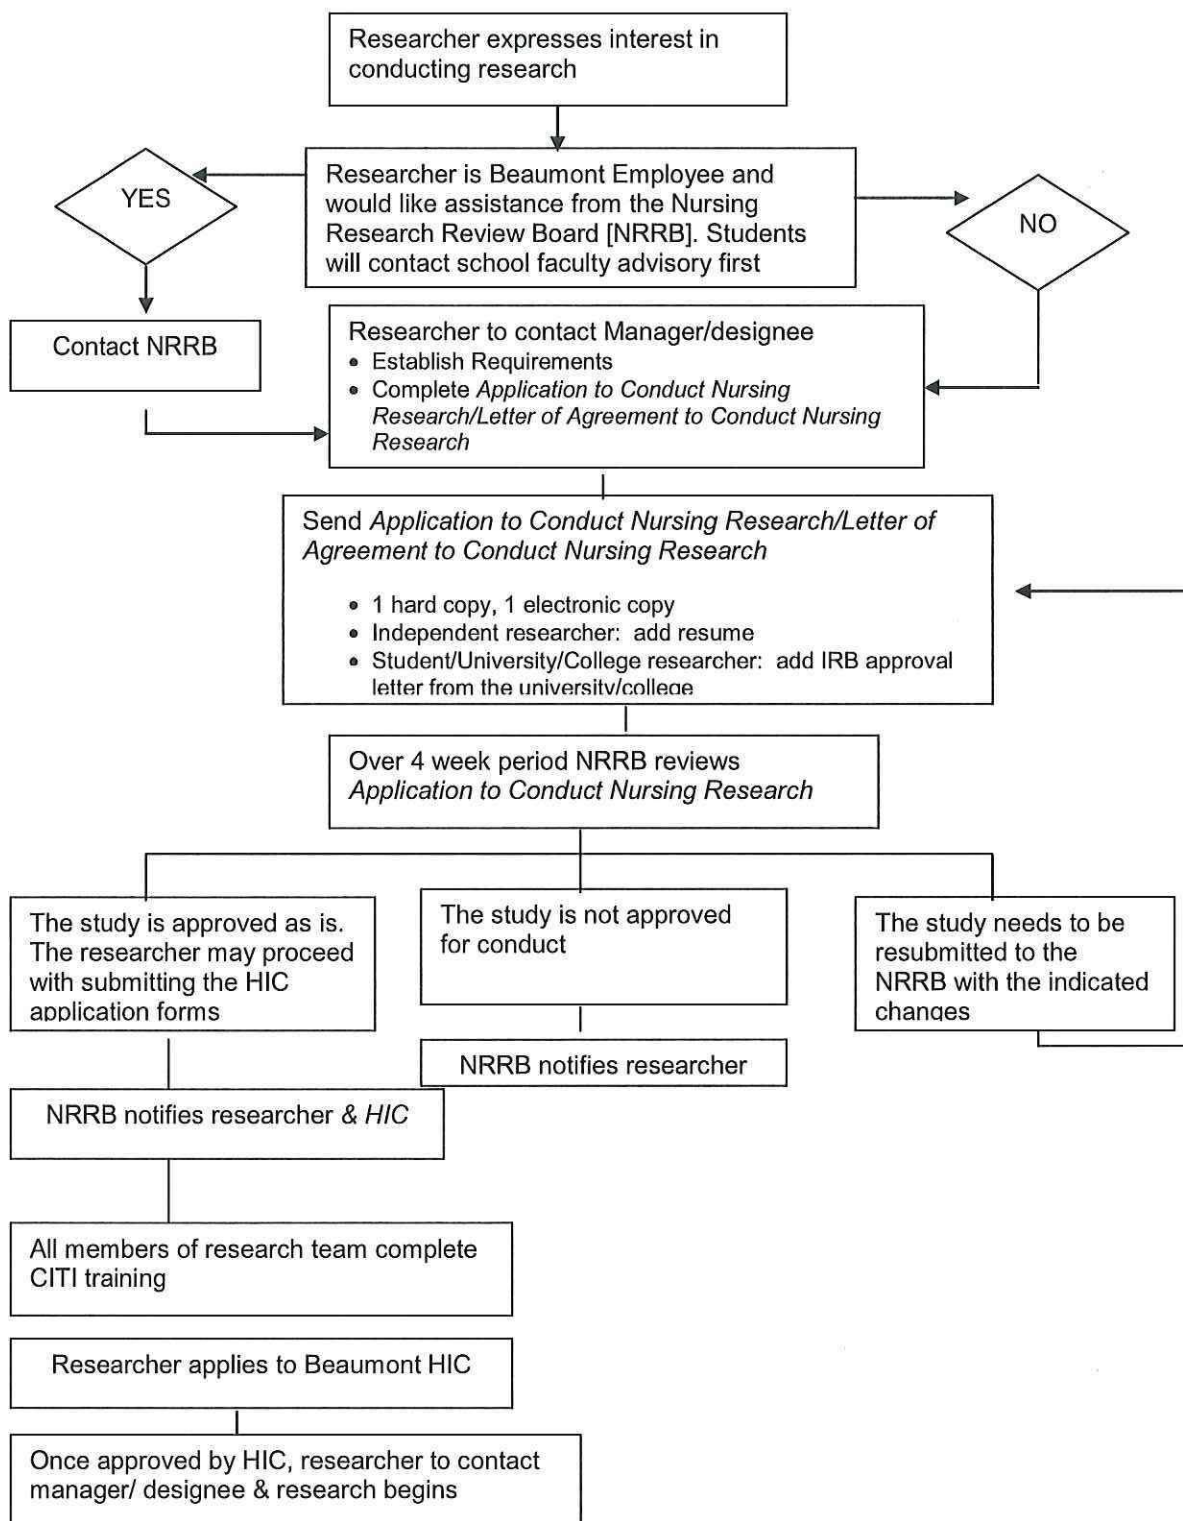 Researcher expresses interest in
conducting research
YES
Researcher is Beaumont Employee and
would like assistance from the Nursing
Research Review Board [NRRB]. Students
will contact school faculty advisory first
NO
Contact NRRB
Researcher to contact Manager/designee
• Establish Requirements
• Complete Application to Conduct Nursing
Research/Letter of Agreement to Conduct Nursing
Research
Send Application to Conduct Nursing Research/Letter of
Agreement to Conduct Nursing Research
• 1 hard copy, 1 electronic copy
• Independent researcher: add resume
• Student/University/College researcher: add IRB approval
letter from the university/college
Over 4 week period NRRB reviews
Application to Conduct Nursing Research
The study is approved as is.
The researcher may proceed
with submitting the HIC
application forms
The study is not approved
for conduct
The study needs to be
resubmitted to the
NRRB with the indicated
changes
NRRB notifies researcher
NRRB notifies researcher & HIC
All members of research team complete
CITI training
Researcher applies to Beaumont HIC
Once approved by HIC, researcher to contact
manager/ designee & research begins